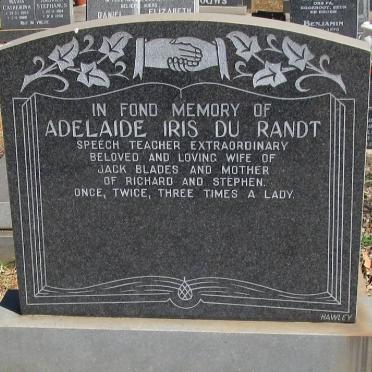 DANIEL ELIZABETH
BENJAMIN
IN FOND MEMORY OF
ADELAIDE IRIS DU RANDT
SPEECH TEACHER EXTRAORDINARY
BELOVED AND LOVING WIFE OF
JACK BLADES AND MOTHER
OF RICHARD AND STEPHEN.
ONCE, TWICE, THREE TIMES A LADY.
HAWLEY